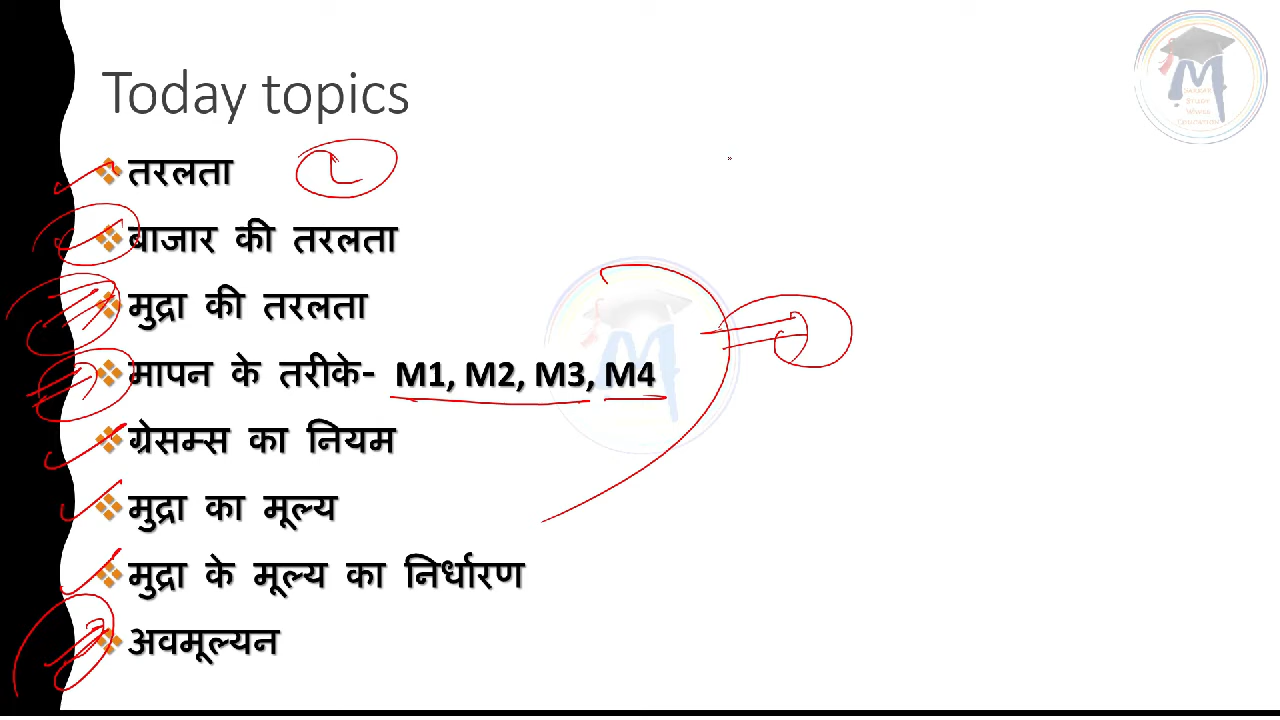 Today topics
तरलता
बाजार की तरलता
मुद्रा की तरलता
मापन के तरीके- M1, M2, M3, M4
ग्रेसम्स का नियम
मुद्रा का मूल्य
मुद्रा के मूल्य का निर्धारण
अवमूल्यन